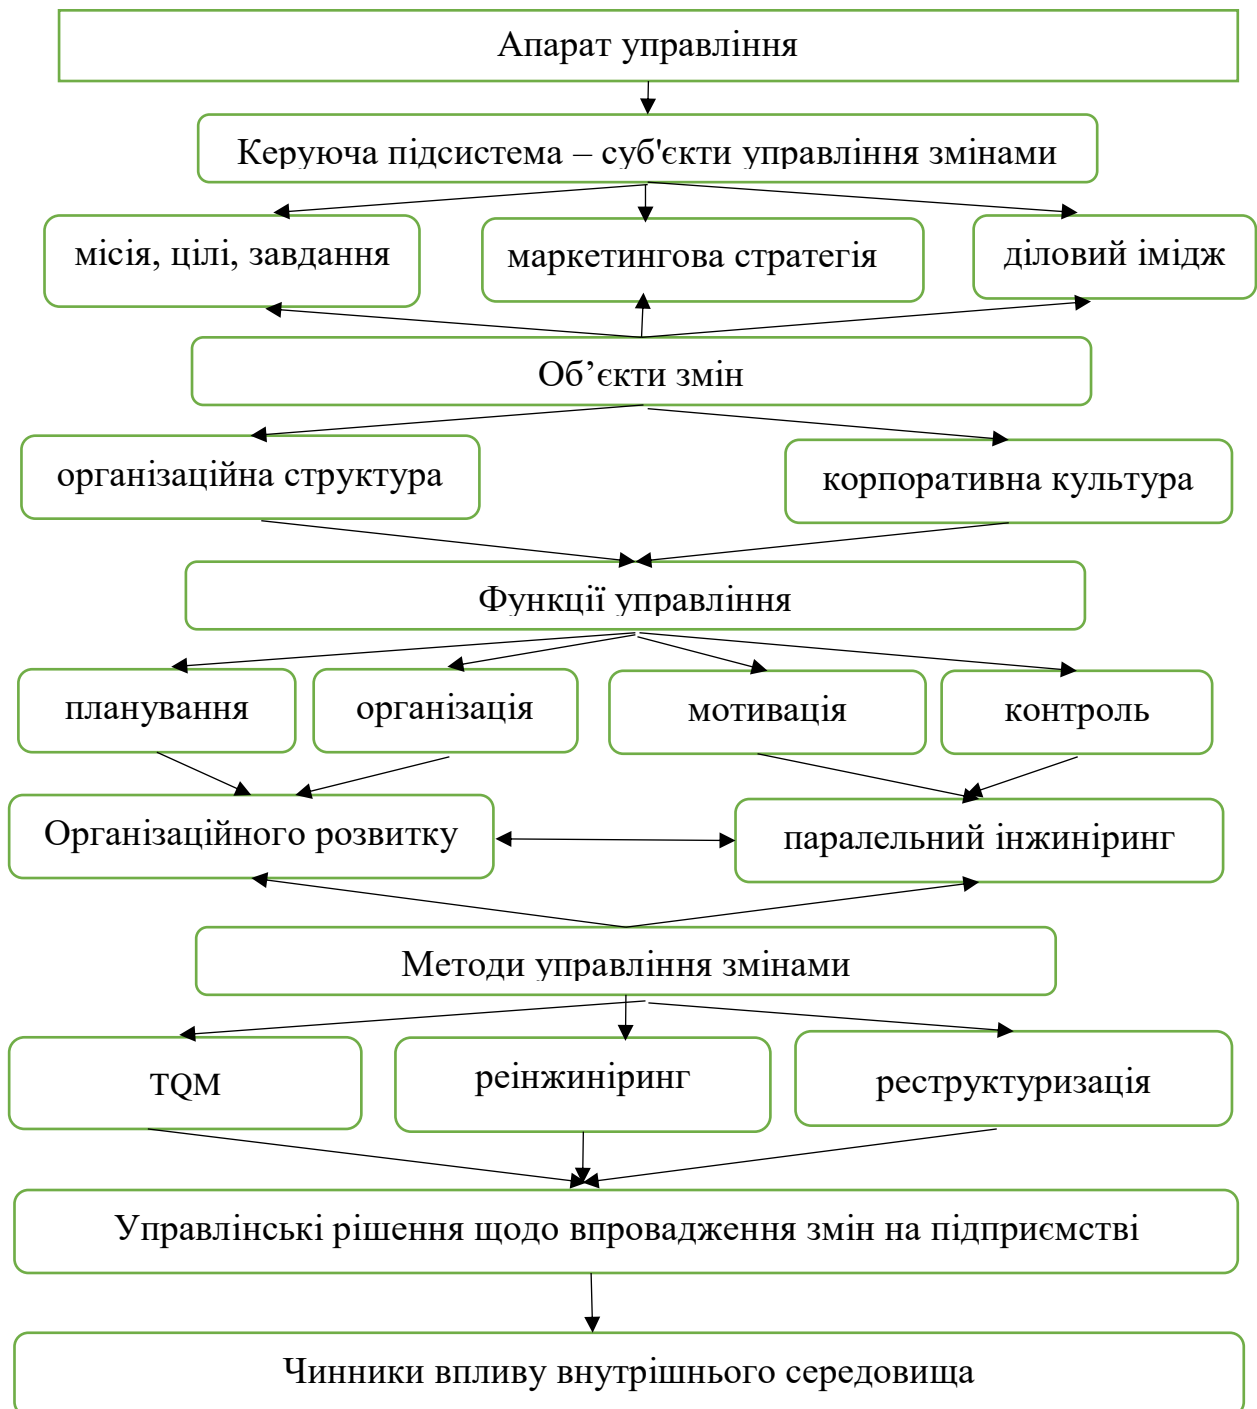 Апарат управління
Керуюча підсистема – суб'єкти управління змінами
місія, цілі, завдання
маркетингова стратегія
діловий імідж
Об’єкти змін
організаційна структура
корпоративна культура
Функції управління
планування
організація
мотивація
контроль
Організаційного розвитку
паралельний інжиніринг
Методи управління змінами
TQM
реінжиніринг
реструктуризація
Управлінські рішення щодо впровадження змін на підприємстві
Чинники впливу внутрішнього середовища